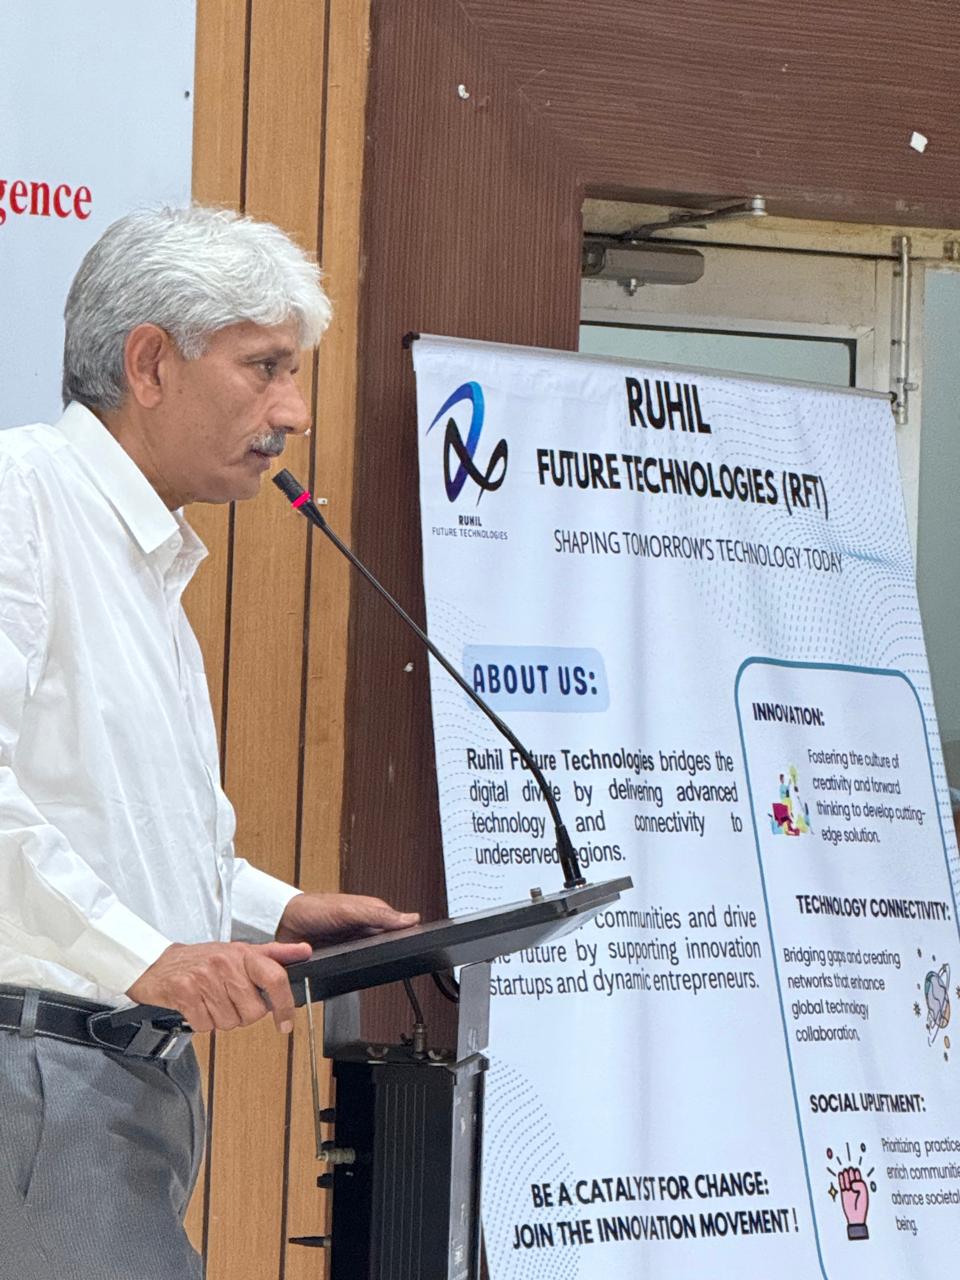 gence
RUHIL
FUTURE TECHNOLOGIES (RFT)
SHAPING TOMORROW'S TECHNOLOGY TODAY
RUHIL
FUTURE TECHNOLOGIES
ABOUT US:
Ruhil Future Technologies bridges the
digital divide by delivering advanced
technology and connectivity to
underserved regions.
communities and drive
the future by supporting innovation
startups and dynamic entrepreneurs.
BE A CATALYST FOR CHANGE:
JOIN THE INNOVATION MOVEMENT !
INNOVATION:
Fostering the culture of
creativity and forward
thinking to develop cutting-
edge solution.
TECHNOLOGY CONNECTIVITY:
Bridging gaps and creating
networks that enhance
global technology
collaboration.
SOCIAL UPLIFTMENT:
Prioritizing practice
enrich communitie
advance societal
being.